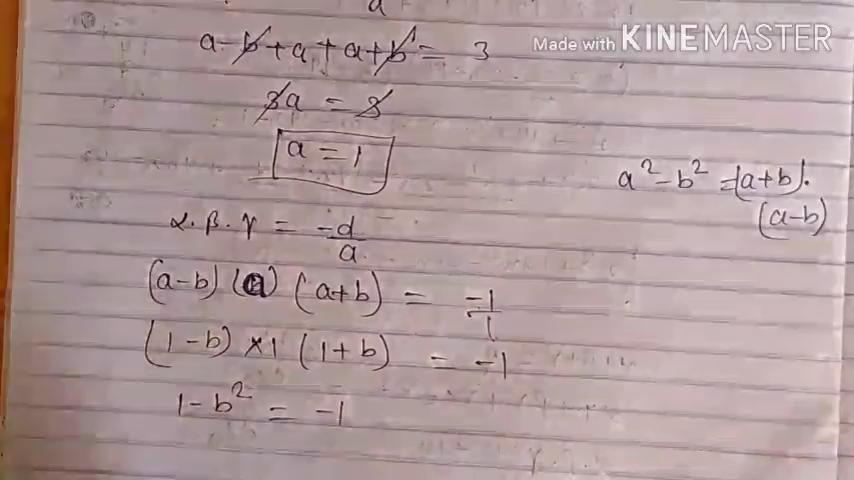 a
a-b+a+a+b = 3
Made with KINEMASTER
3a = 3
a = 1
a²-b² = (a+b).
(a-b)
α.β.γ = -d/a
(a-b) (a) (a+b) = -1/1
(1-b) ×1 (1+b) = -1
1-b² = -1